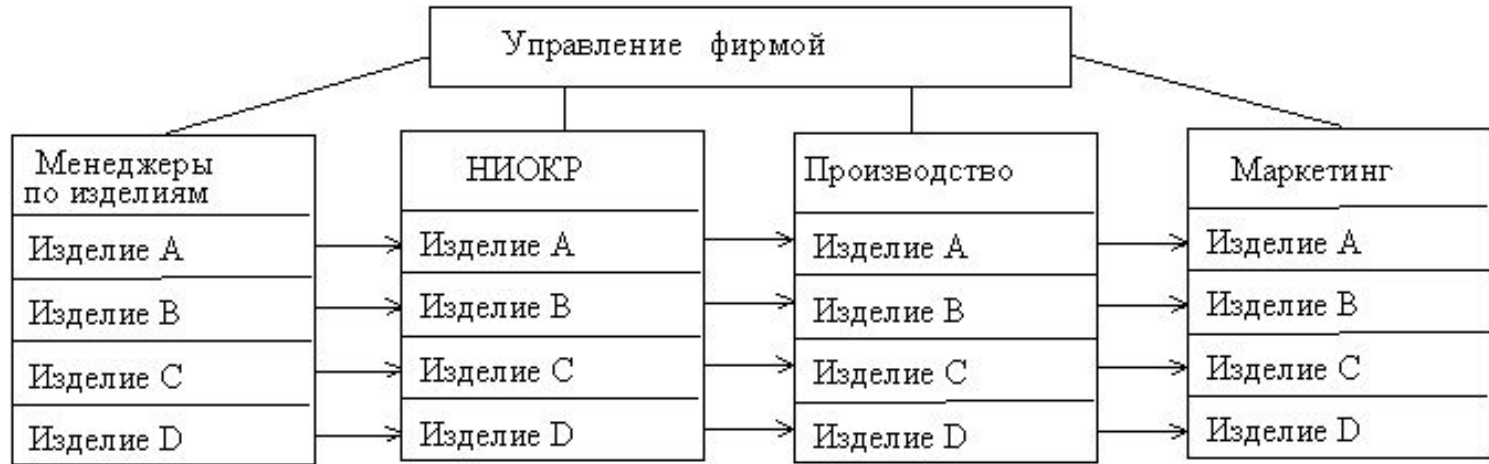 Управление фирмой
Менеджеры
по изделиям
НИОКР
Производство
Маркетинг
Изделие A
Изделие A
Изделие A
Изделие A
Изделие B
Изделие B
Изделие B
Изделие B
Изделие C
Изделие C
Изделие C
Изделие C
Изделие D
Изделие D
Изделие D
Изделие D